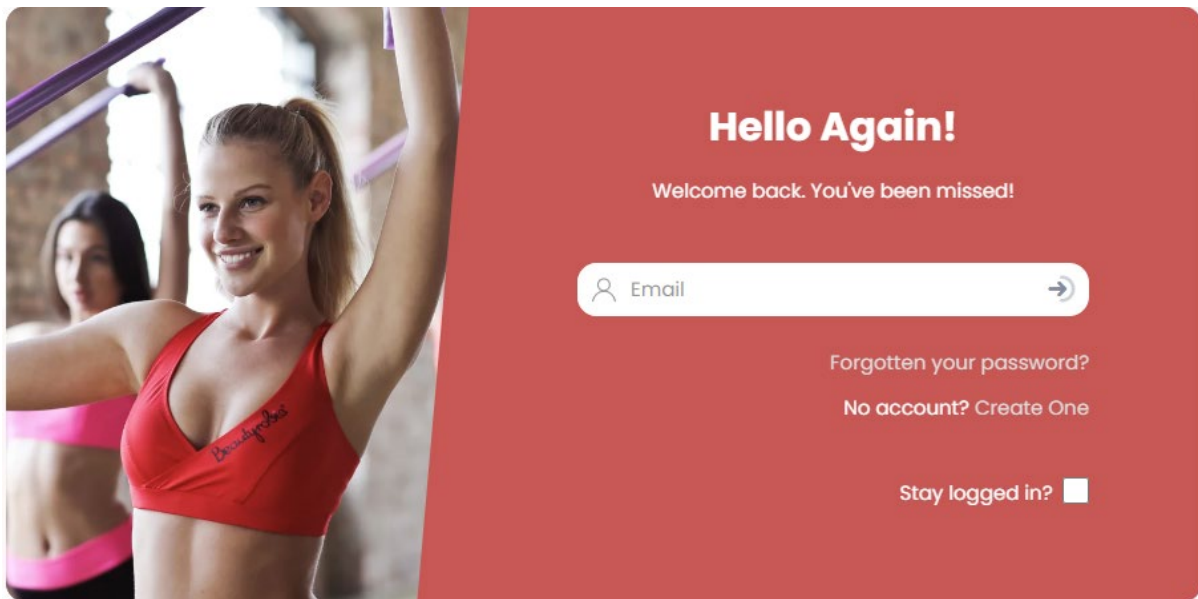 Hello Again!
Welcome back. You've been missed!
Email
Forgotten your password?
No account? Create One
Stay logged in?